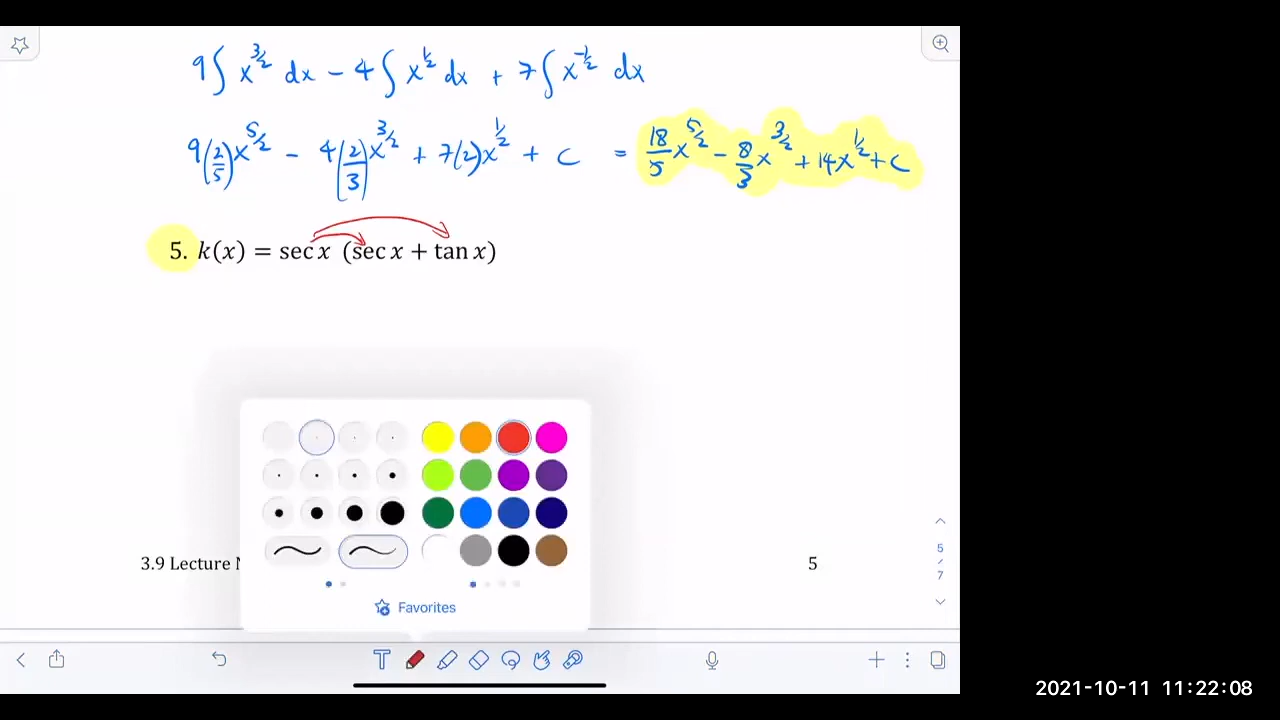 9∫ x^{3/2} dx − 4∫ x^{1/2} dx + 7∫ x^{-1/2} dx
9(2/5)x^{5/2} − 4(2/3)x^{3/2} + 7(2)x^{1/2} + C = 18/5 x^{5/2} − 8/3 x^{3/2} + 14x^{1/2} + C
5. k(x) = sec x (sec x + tan x)
3.9 Lecture
5
5
/
7
Favorites
T
2021-10-11 11:22:08